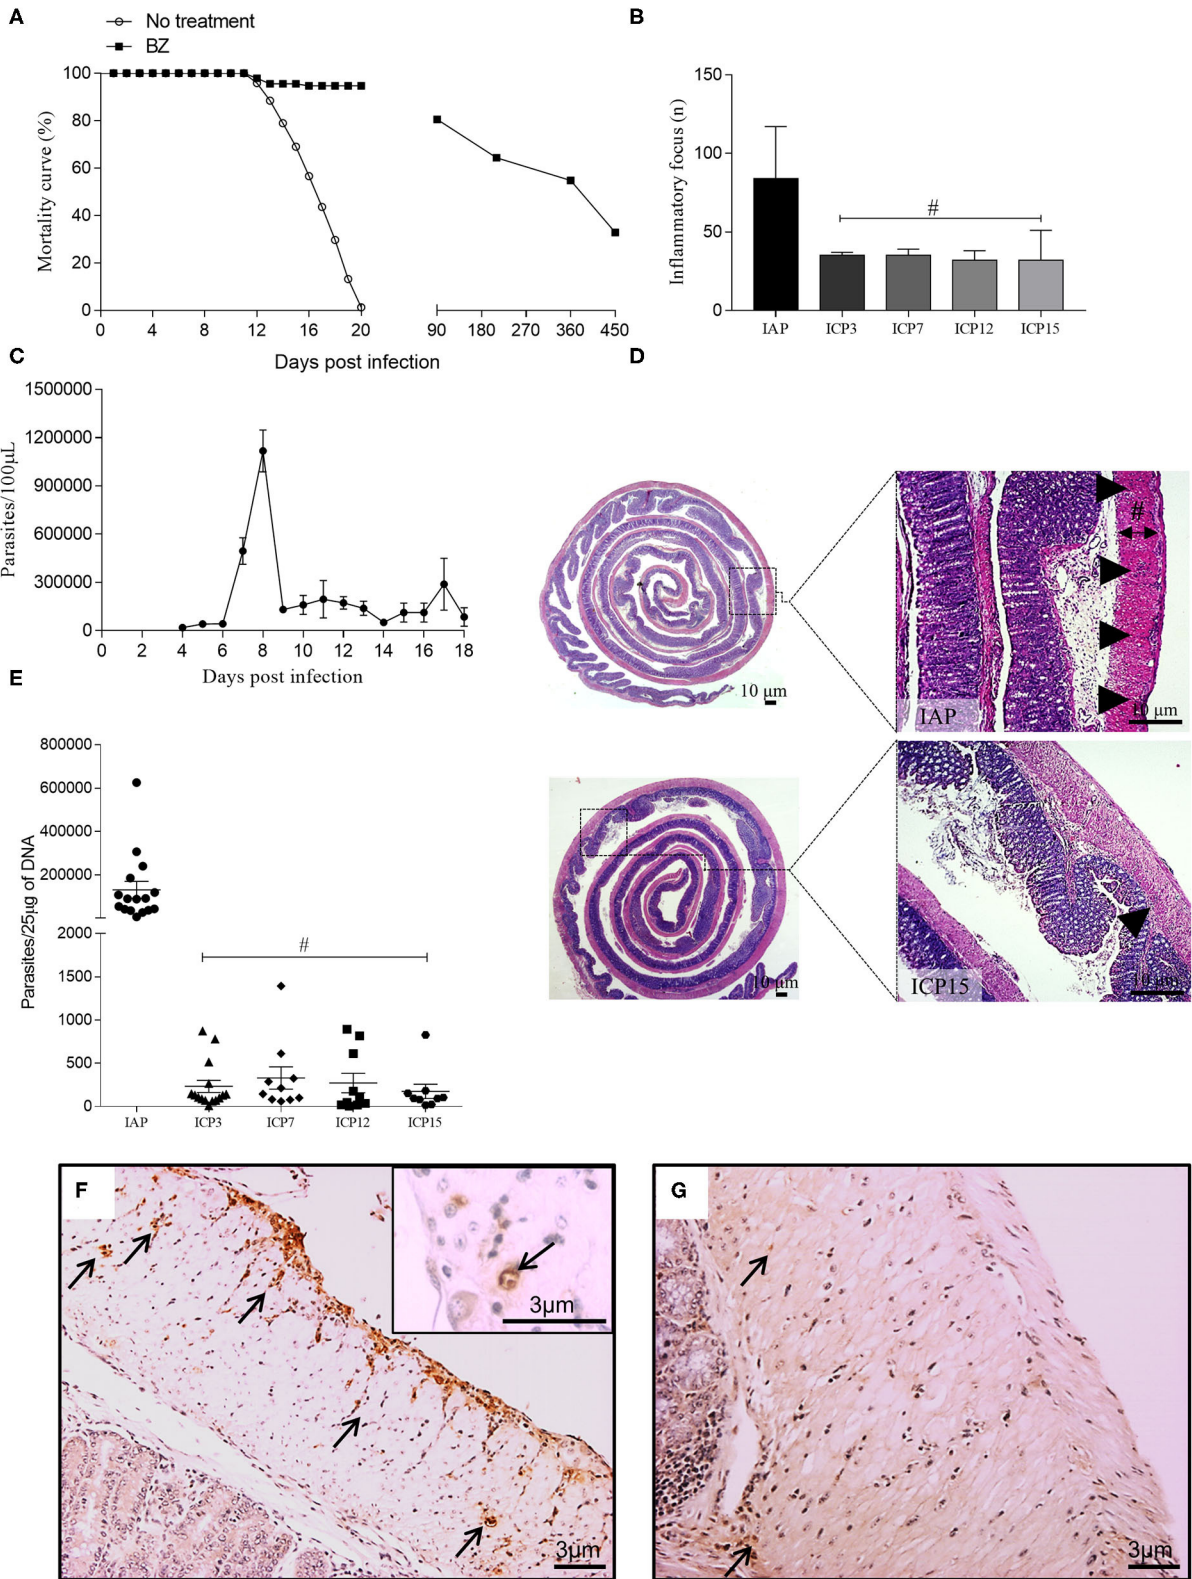 A
No treatment
BZ
Mortality curve (%)
100
80
60
40
20
0
0 4 8 12 16 20 90 180 270 360 450
Days post infection
B
Inflammatory focus (n)
150
100
50
0
#
IAP ICP3 ICP7 ICP12 ICP15
C
Parasites/100µL
1500000
1200000
900000
600000
300000
0
0 2 4 6 8 10 12 14 16 18
Days post infection
D
10 µm
#
IAP
10 µm
10 µm
ICP15
10 µm
E
Parasites/25µg of DNA
800000
600000
400000
200000
2000
1500
1000
500
0
#
IAP ICP3 ICP7 ICP12 ICP15
F
3µm
3µm
G
3µm